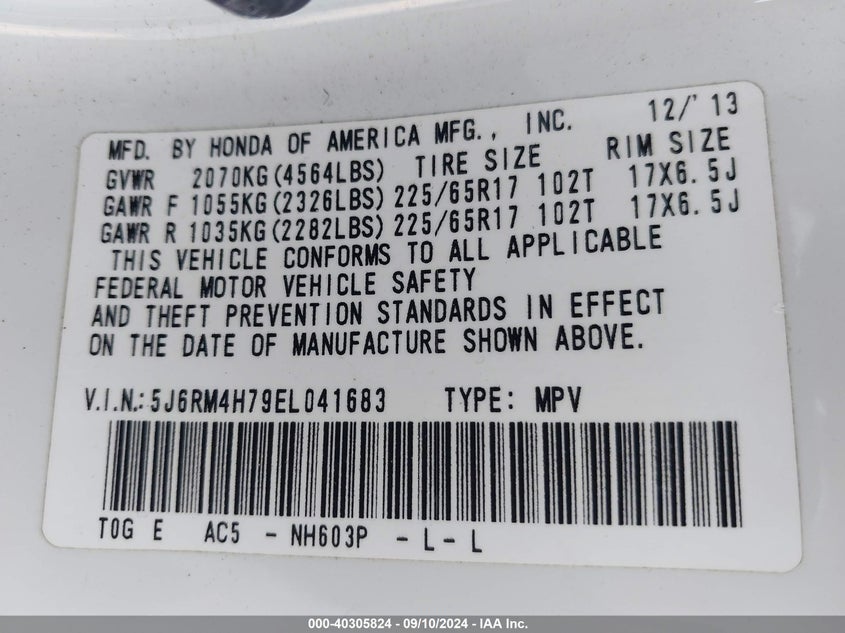 MFD. BY HONDA OF AMERICA MFG., INC. 12/'13
GVWR 2070KG(4564LBS) TIRE SIZE RIM SIZE
GAWR F 1055KG(2326LBS) 225/65R17 102T 17X6.5J
GAWR R 1035KG(2282LBS) 225/65R17 102T 17X6.5J
THIS VEHICLE CONFORMS TO ALL APPLICABLE
FEDERAL MOTOR VEHICLE SAFETY
AND THEFT PREVENTION STANDARDS IN EFFECT
ON THE DATE OF MANUFACTURE SHOWN ABOVE.
V.I.N.: 5J6RM4H79EL041683 TYPE: MPV
T0G E AC5 - NH603P - L - L
000-40305824 - 09/10/2024 - IAA Inc.